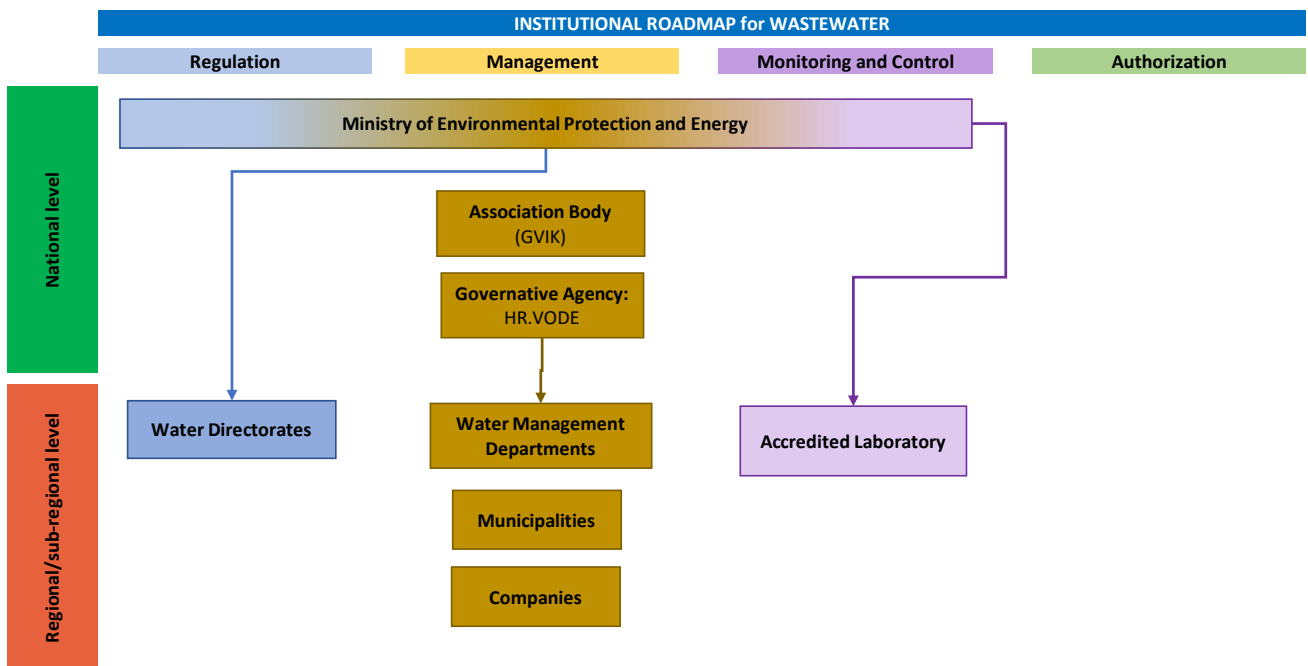 INSTITUTIONAL ROADMAP for WASTEWATER
Regulation
Management
Monitoring and Control
Authorization
National level
Ministry of Environmental Protection and Energy
Association Body
(GVIK)
Governative Agency:
HR.VODE
Regional/sub-regional level
Water Directorates
Water Management
Departments
Accredited Laboratory
Municipalities
Companies